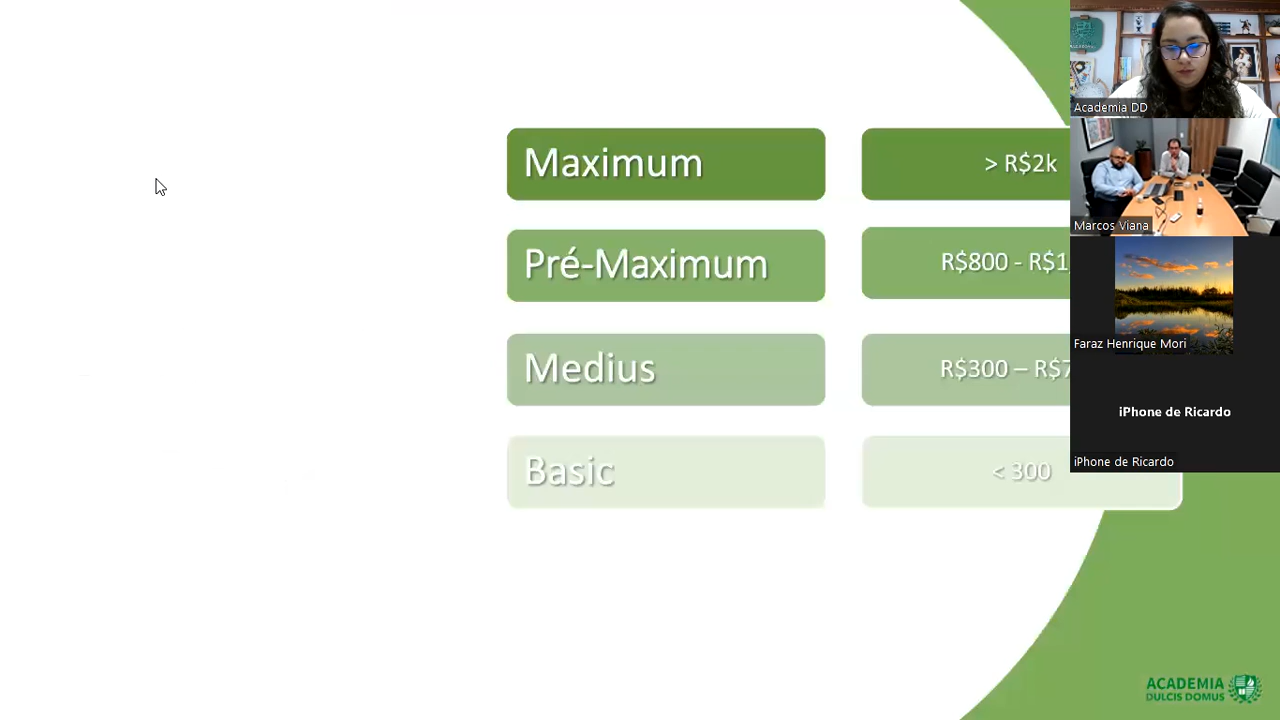 Maximum
> R$2k
Pré-Maximum
R$800 - R$1
Medius
R$300 – R$7
Basic
< 300
Academia DD
Marcos Viana
Faraz Henrique Mori
iPhone de Ricardo
iPhone de Ricardo
ACADEMIA
DULCIS DOMUS